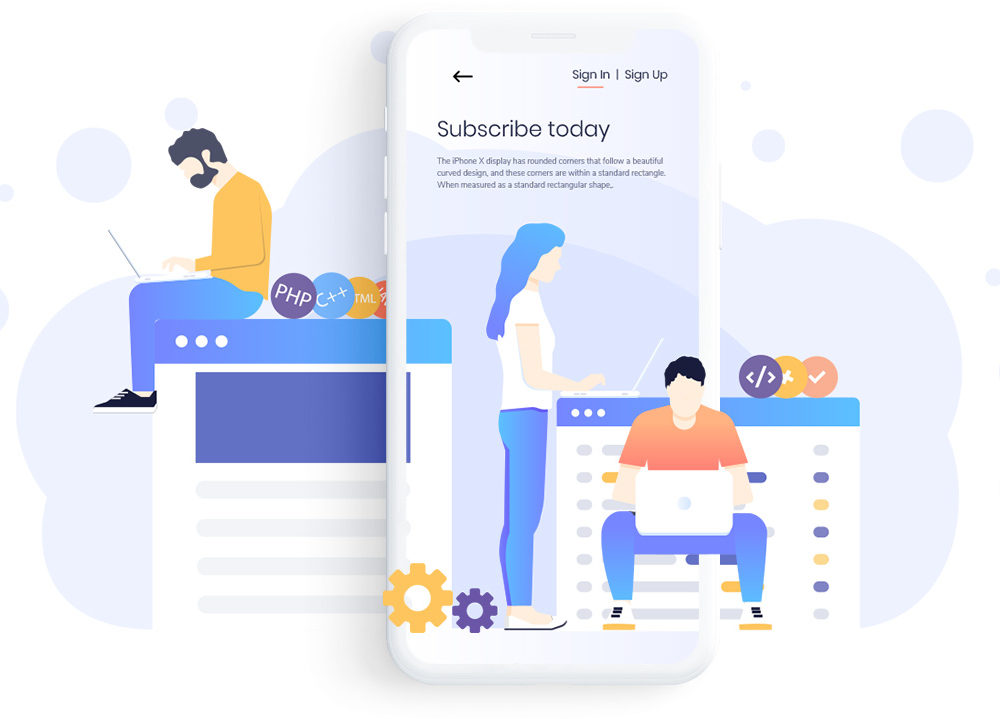 Sign In | Sign Up
Subscribe today
The iPhone X display has rounded corners that follow a beautiful
curved design, and these corners are within a standard rectangle.
When measured as a standard rectangular shape,.
PHP
C++
TML
</>